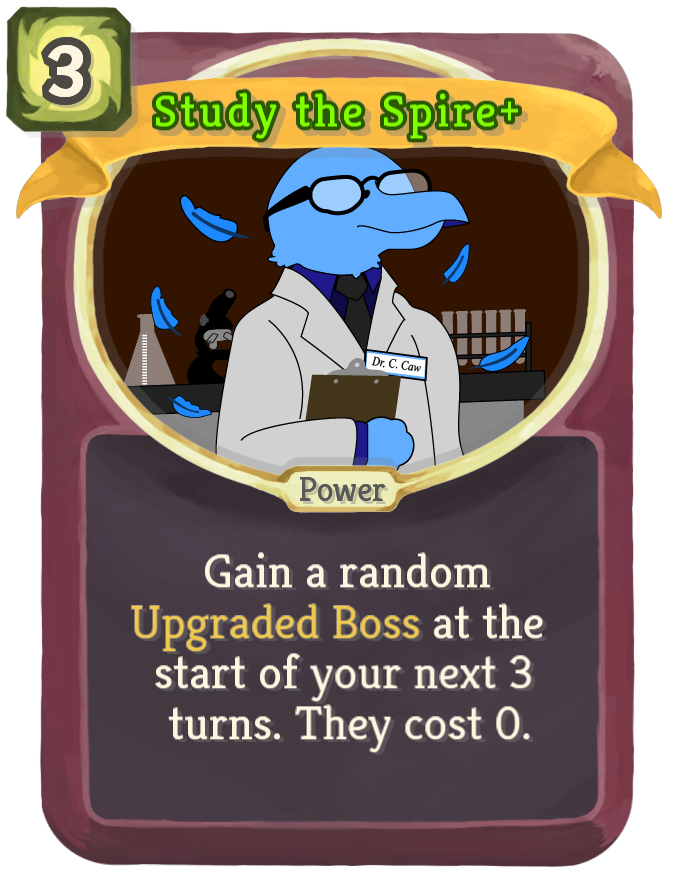 3
Study the Spire+
Dr. C. Caw
Power
Gain a random
Upgraded Boss at the
start of your next 3
turns. They cost 0.